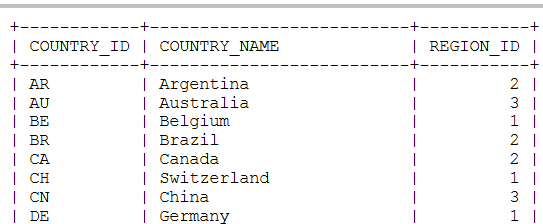 +------------+----------------------------+-----------+
| COUNTRY_ID | COUNTRY_NAME | REGION_ID |
+------------+----------------------------+-----------+
| AR | Argentina | 2 |
| AU | Australia | 3 |
| BE | Belgium | 1 |
| BR | Brazil | 2 |
| CA | Canada | 2 |
| CH | Switzerland | 1 |
| CN | China | 3 |
| DE | Germany | 1 |